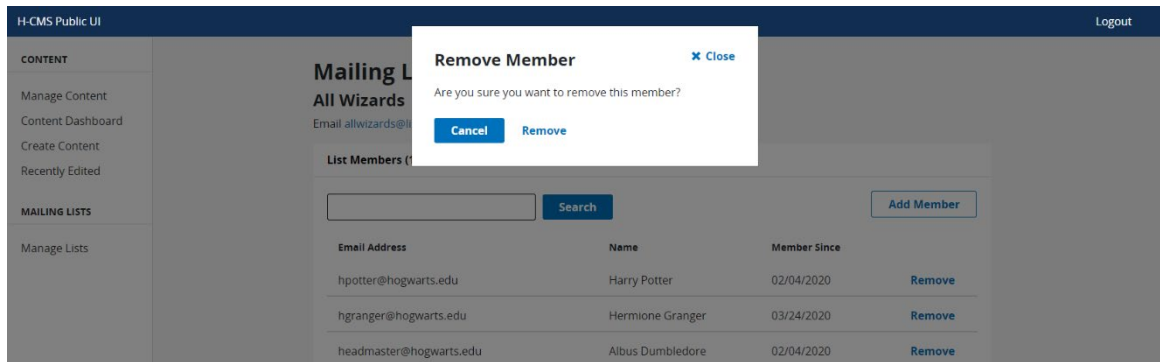 H-CMS Public UI
Logout
CONTENT
Manage Content
Content Dashboard
Create Content
Recently Edited
MAILING LISTS
Manage Lists
Remove Member
✖ Close
Are you sure you want to remove this member?
Cancel Remove
Mailing L
All Wizards
Email allwizards@li
List Members (
Search
Add Member
Email Address Name Member Since
hpotter@hogwarts.edu Harry Potter 02/04/2020 Remove
hgranger@hogwarts.edu Hermione Granger 03/24/2020 Remove
headmaster@hogwarts.edu Albus Dumbledore 02/04/2020 Remove